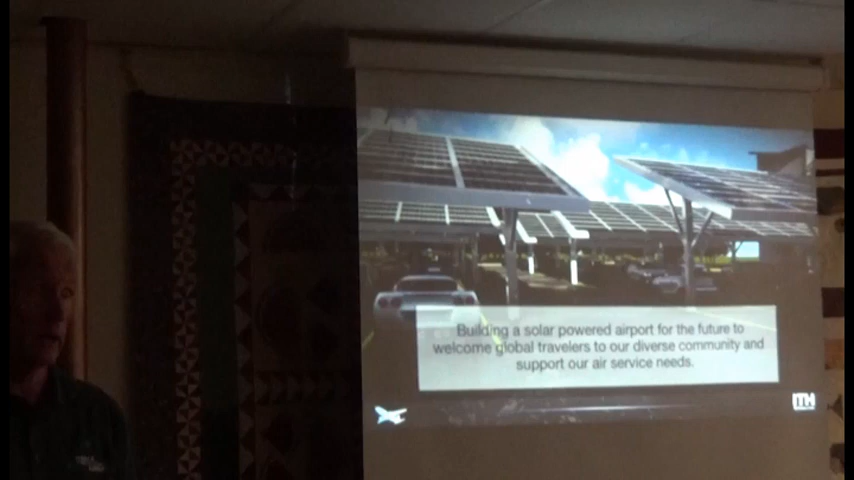 Building a solar powered airport for the future to
welcome global travelers to our diverse community and
support our air service needs.
ITH